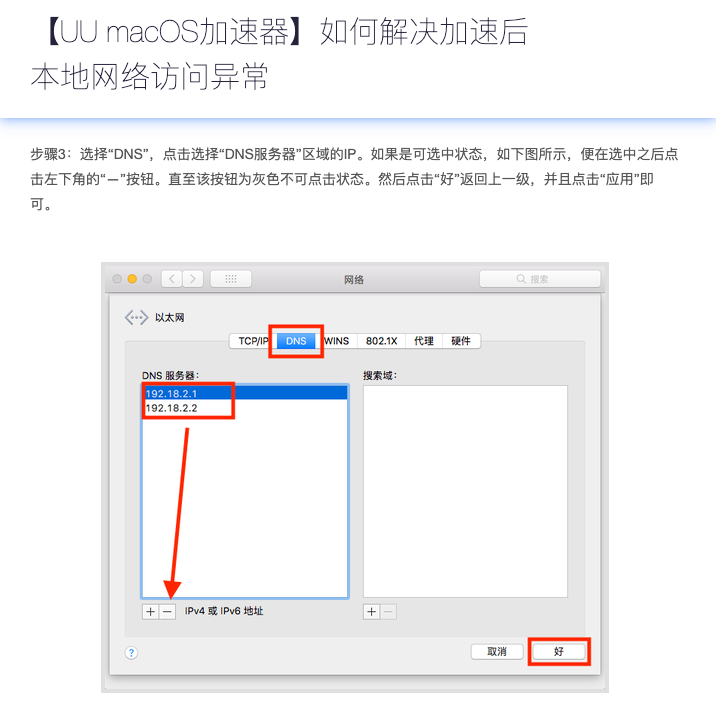 【UU macOS加速器】如何解决加速后
本地网络访问异常
步骤3：选择“DNS”，点击选择“DNS服务器”区域的IP。如果是可选中状态，如下图所示，便在选中之后点
击左下角的“－”按钮。直至该按钮为灰色不可点击状态。然后点击“好”返回上一级，并且点击“应用”即
可。
网络
搜索
以太网
TCP/IP DNS WINS 802.1X 代理 硬件
DNS 服务器：
搜索域：
192.18.2.1
192.18.2.2
+ − IPv4 或 IPv6 地址
+ −
? 取消 好